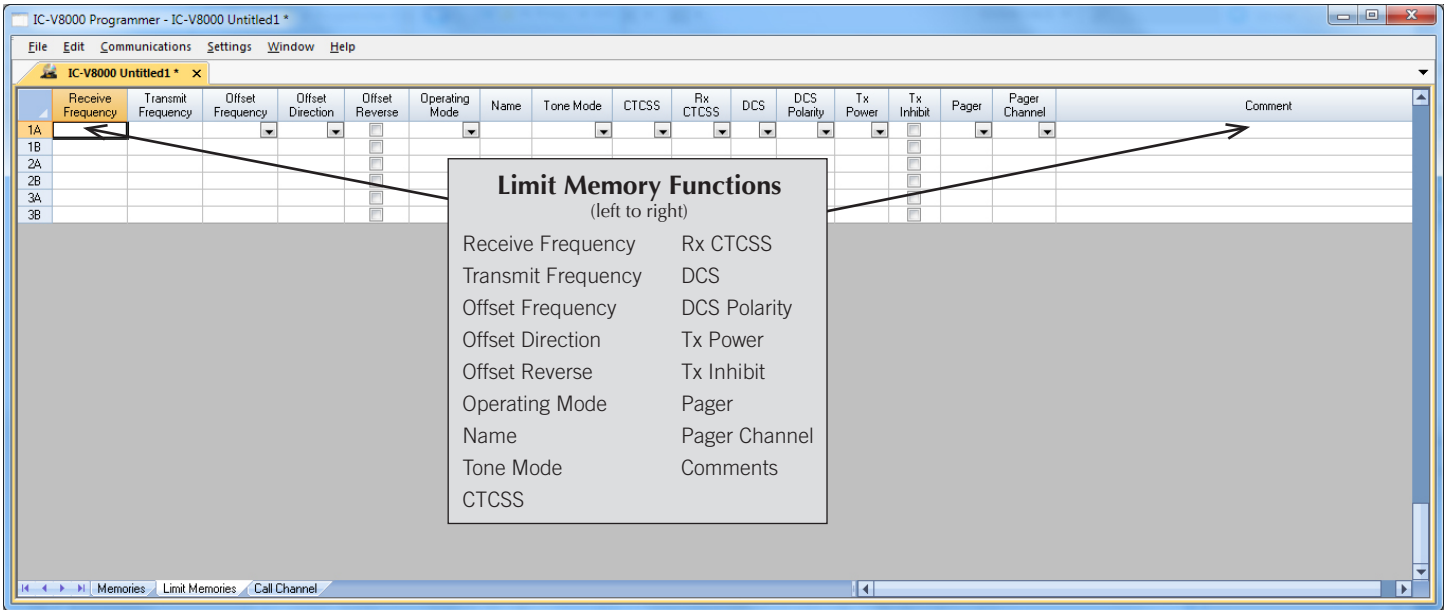 IC-V8000 Programmer - IC-V8000 Untitled1 *
File Edit Communications Settings Window Help
IC-V8000 Untitled1 * X
Receive Frequency Transmit Frequency Offset Frequency Offset Direction Offset Reverse Operating Mode Name Tone Mode CTCSS Rx CTCSS DCS DCS Polarity Tx Power Tx Inhibit Pager Pager Channel Comment
1A
1B
2A
2B
3A
3B
Limit Memory Functions
(left to right)
Receive Frequency
Transmit Frequency
Offset Frequency
Offset Direction
Offset Reverse
Operating Mode
Name
Tone Mode
CTCSS
Rx CTCSS
DCS
DCS Polarity
Tx Power
Tx Inhibit
Pager
Pager Channel
Comments
Memories Limit Memories Call Channel